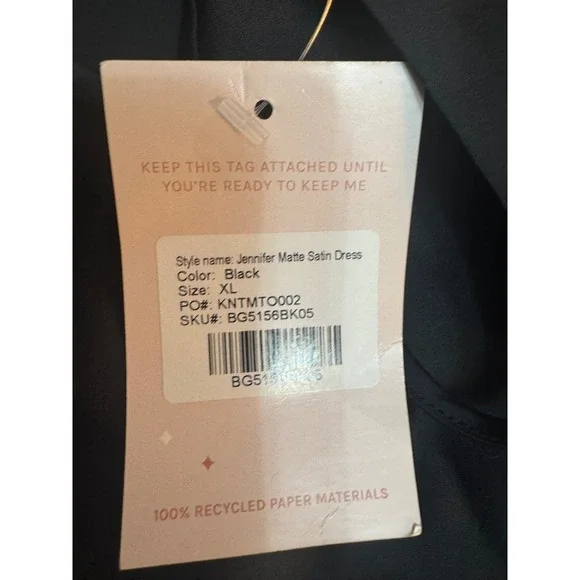 KEEP THIS TAG ATTACHED UNTIL
YOU'RE READY TO KEEP ME
Style name: Jennifer Matte Satin Dress
Color: Black
Size: XL
PO#: KNTMTO002
SKU#: BG5156BK05
100% RECYCLED PAPER MATERIALS